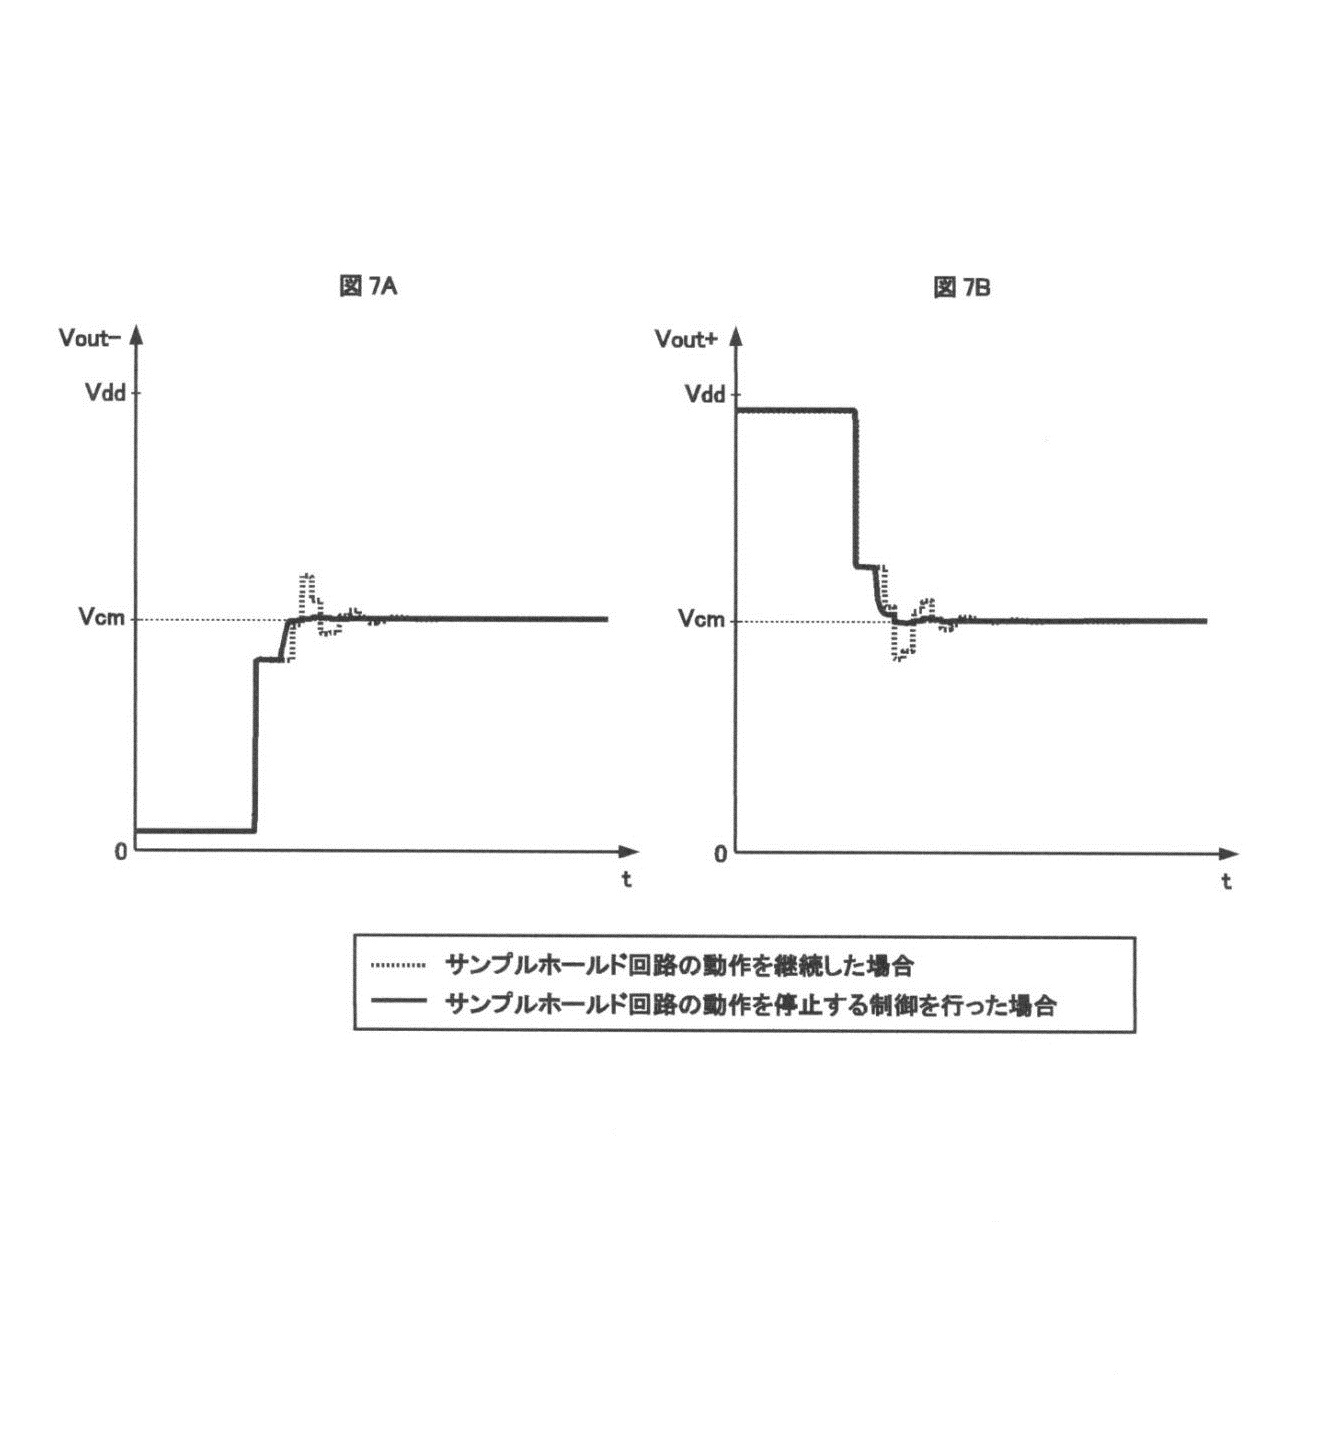 図 7A
Vout−
Vdd
Vcm
0
t
図 7B
Vout+
Vdd
Vcm
0
t
サンプルホールド回路の動作を継続した場合
サンプルホールド回路の動作を停止する制御を行った場合